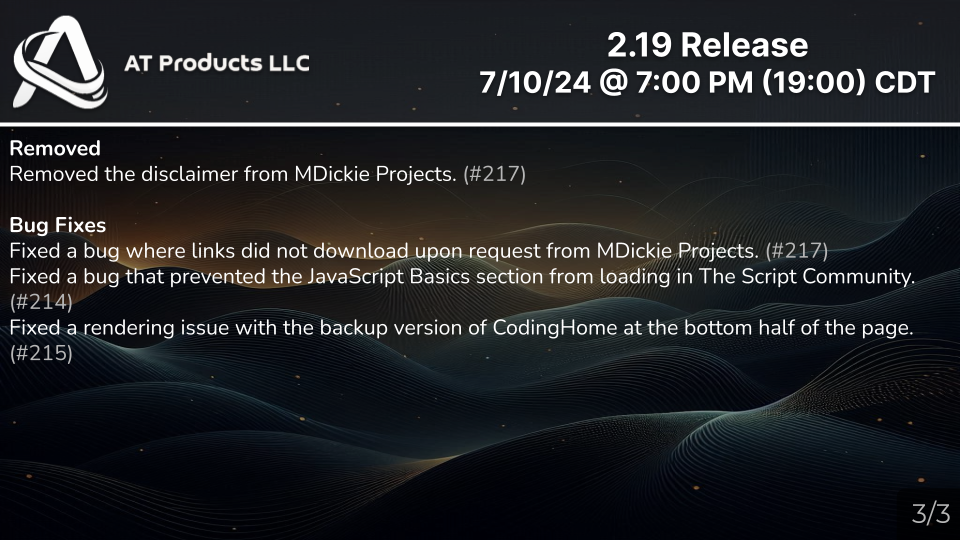 AT Products LLC
2.19 Release
7/10/24 @ 7:00 PM (19:00) CDT
Removed
Removed the disclaimer from MDickie Projects. (#217)
Bug Fixes
Fixed a bug where links did not download upon request from MDickie Projects. (#217)
Fixed a bug that prevented the JavaScript Basics section from loading in The Script Community.
(#214)
Fixed a rendering issue with the backup version of CodingHome at the bottom half of the page.
(#215)
3/3